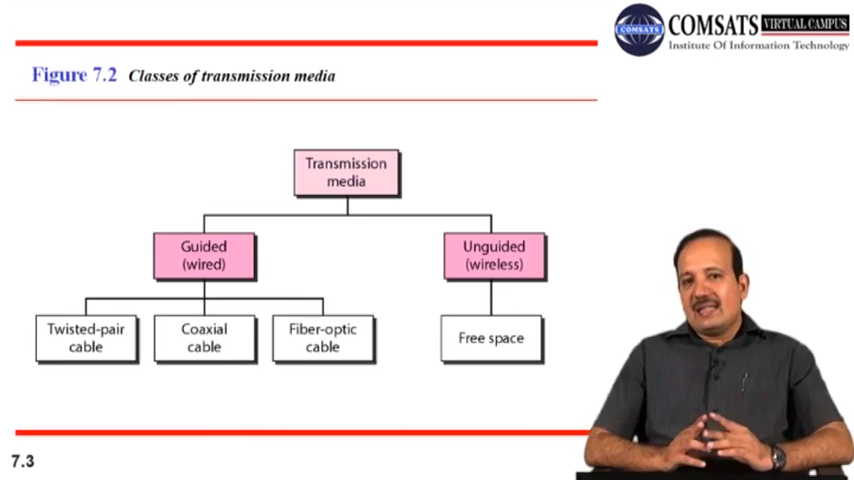 COMSATS VIRTUAL CAMPUS
COMSATS
Institute Of Information Technology
Figure 7.2 Classes of transmission media
Transmission
media
Guided
(wired)
Unguided
(wireless)
Twisted-pair
cable
Coaxial
cable
Fiber-optic
cable
Free space
7.3